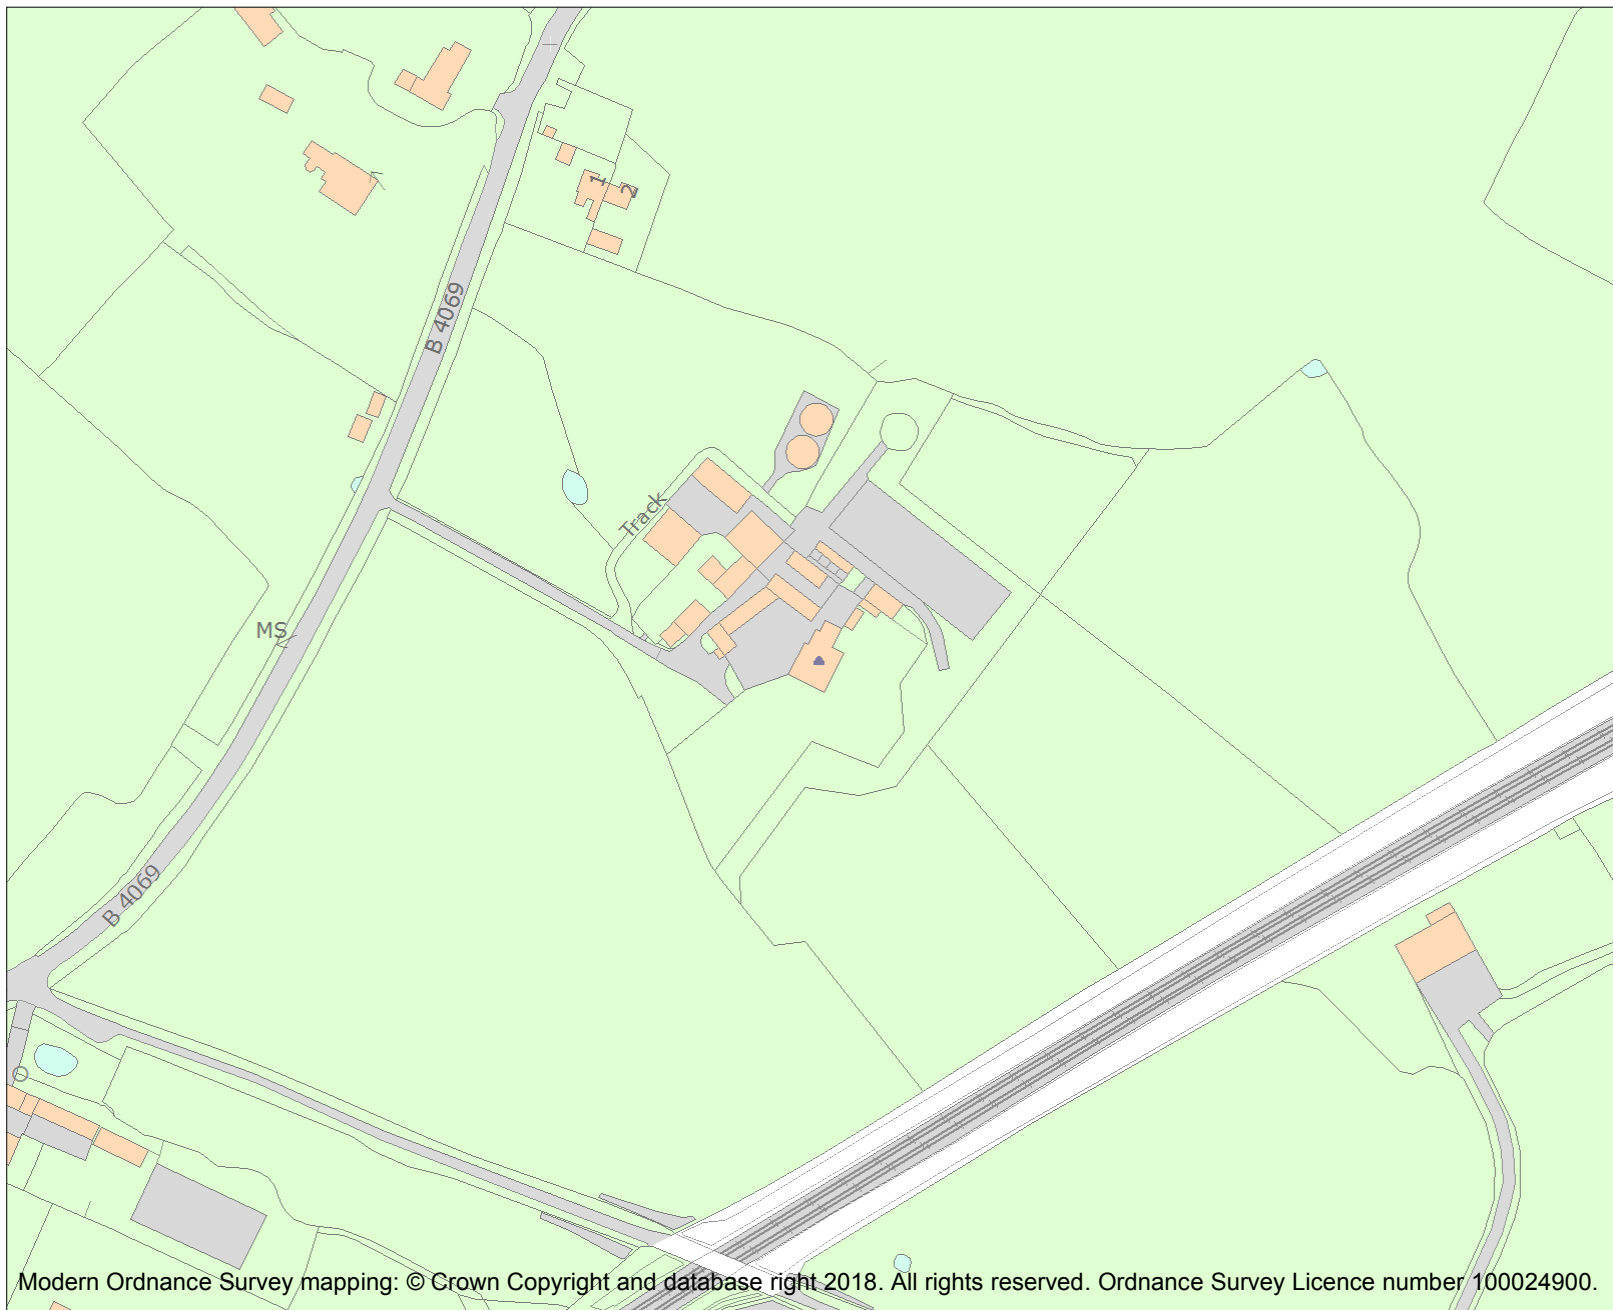 1
2
B 4069
Track
MS
B 4069
Modern Ordnance Survey mapping: © Crown Copyright and database right 2018. All rights reserved. Ordnance Survey Licence number 100024900.